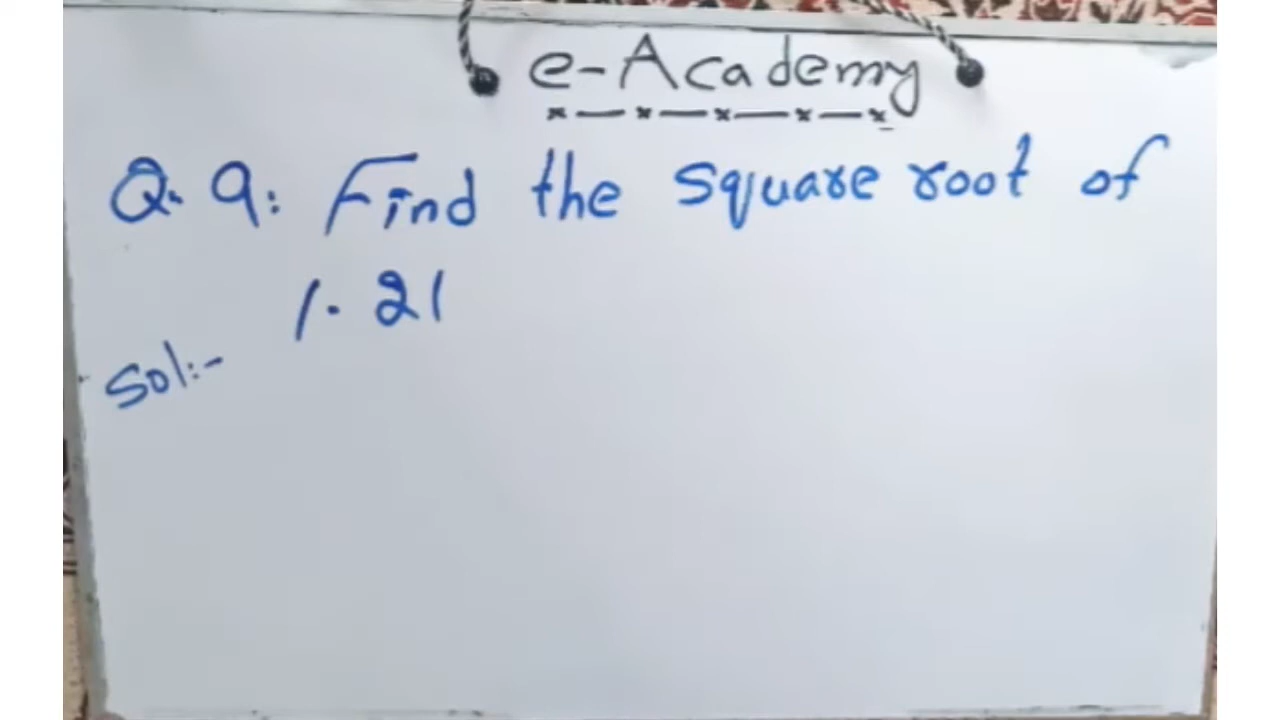 e-Academy
Q. 9: Find the square root of
1.21
Sol:-